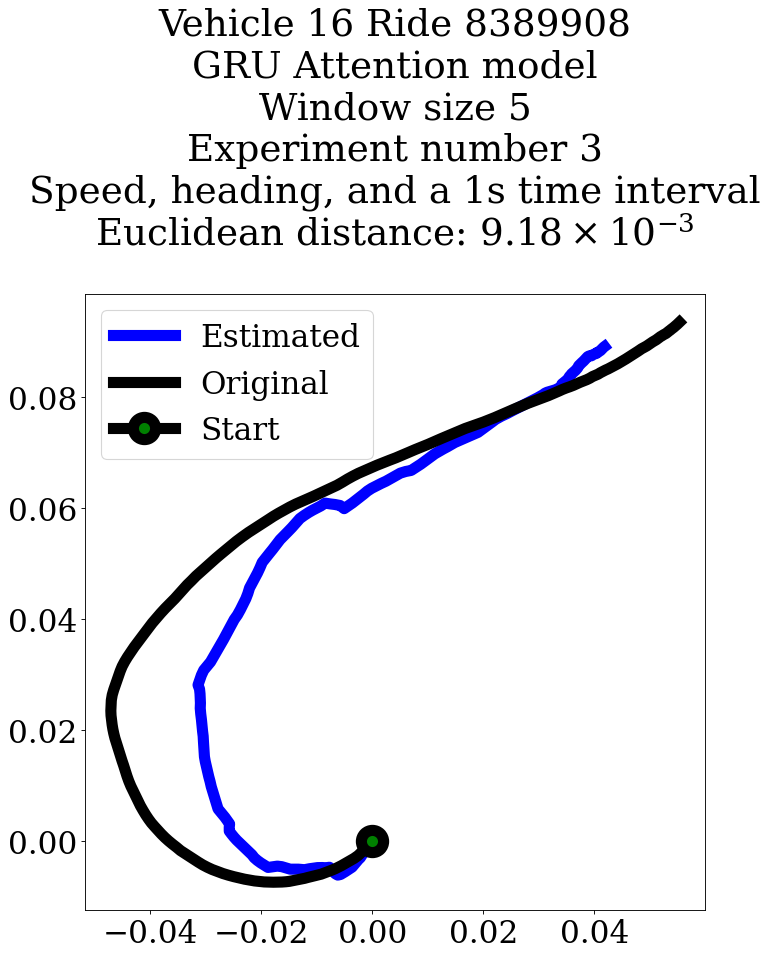 Vehicle 16 Ride 8389908
GRU Attention model
Window size 5
Experiment number 3
Speed, heading, and a 1s time interval
Euclidean distance: 9.18 × 10⁻³
Estimated
Original
Start
0.08
0.06
0.04
0.02
0.00
−0.04 −0.02 0.00 0.02 0.04